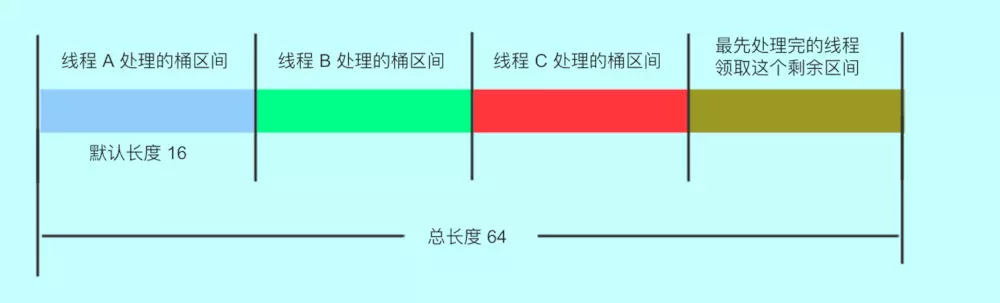 线程 A 处理的桶区间
线程 B 处理的桶区间
线程 C 处理的桶区间
最先处理完的线程
领取这个剩余区间
默认长度 16
总长度 64